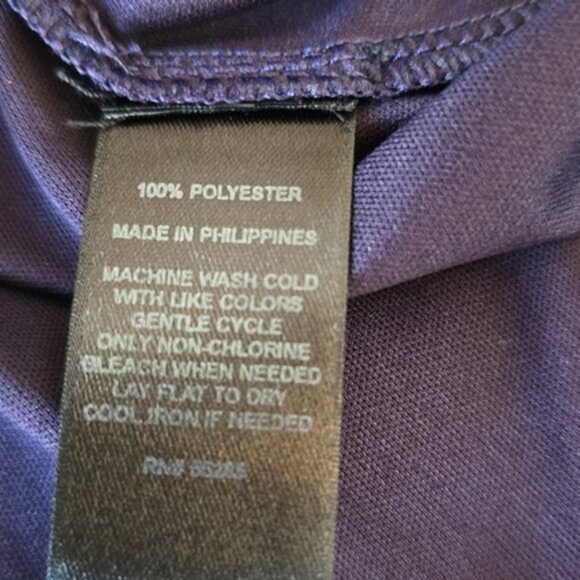 100% POLYESTER
MADE IN PHILIPPINES
MACHINE WASH COLD
WITH LIKE COLORS
GENTLE CYCLE
ONLY NON-CHLORINE
BLEACH WHEN NEEDED
LAY FLAT TO DRY
COOL IRON IF NEEDED
RN#